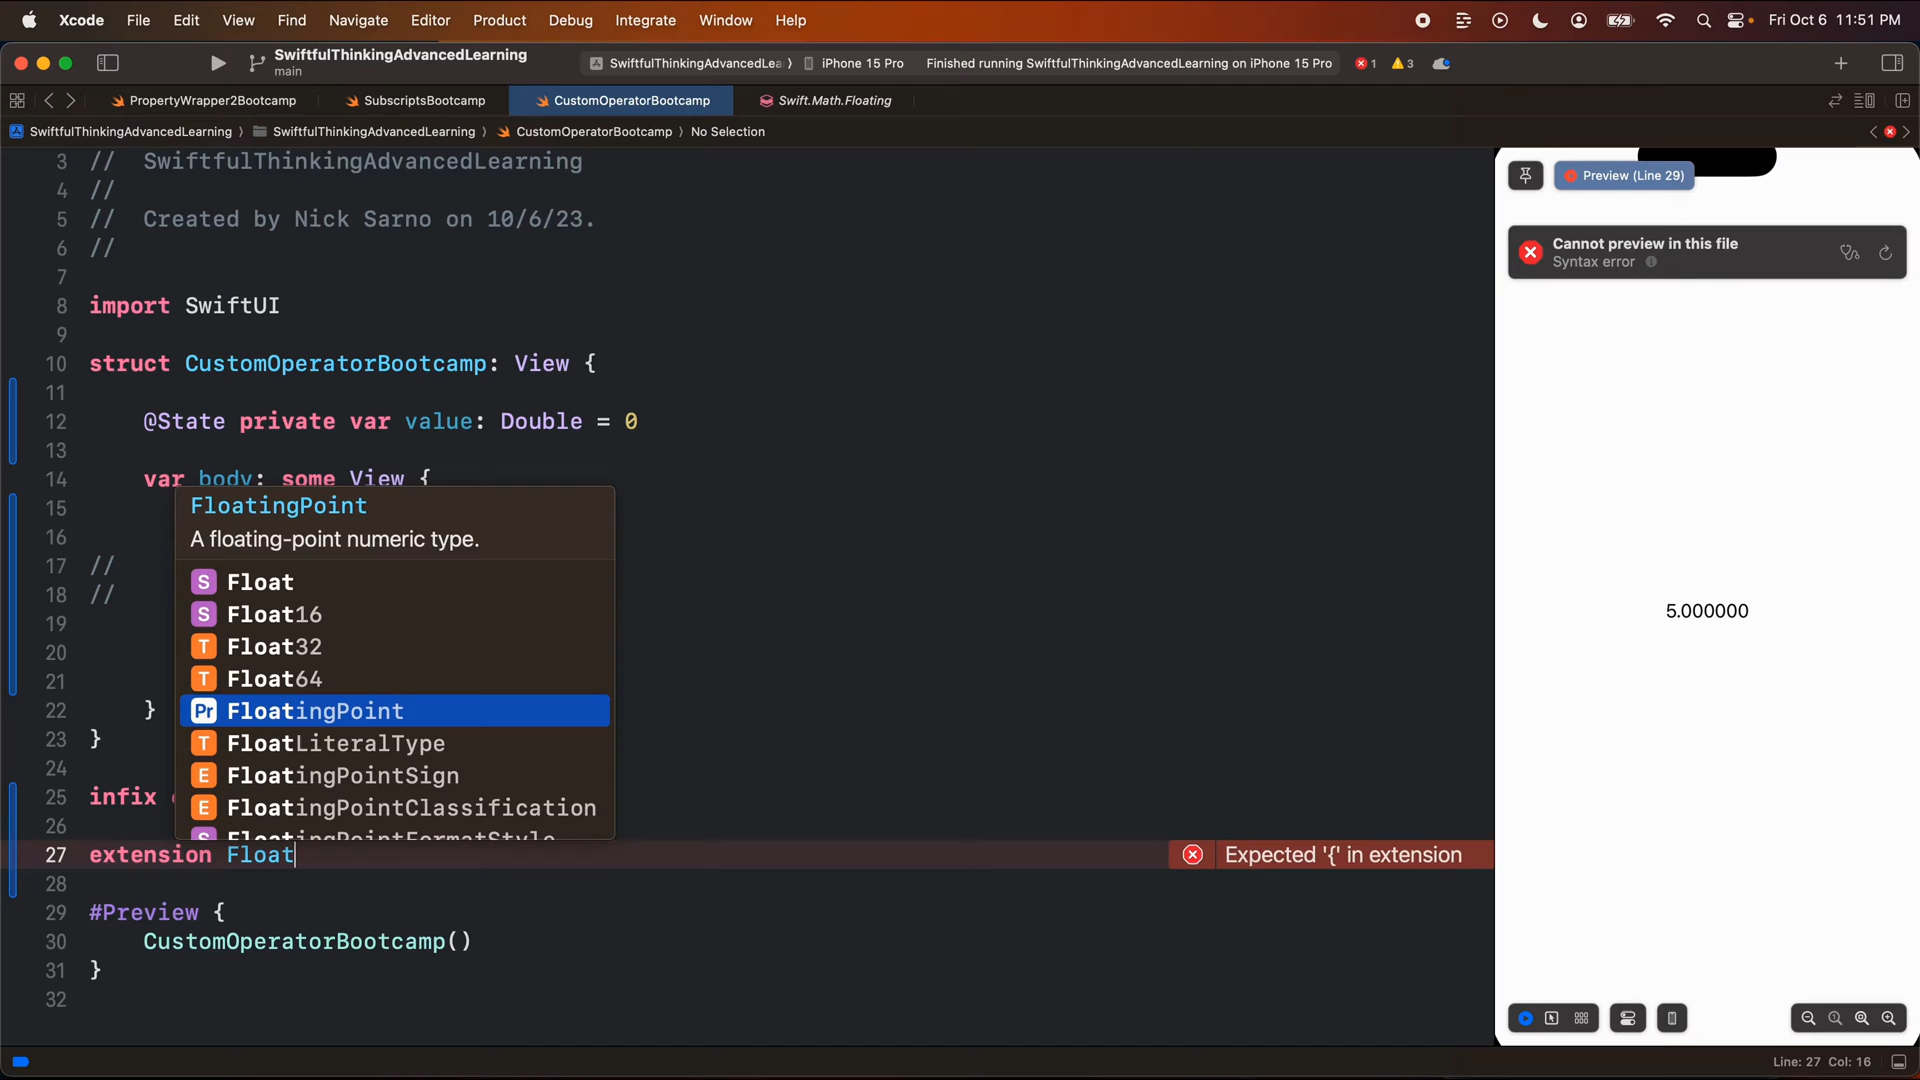 Xcode File Edit View Find Navigate Editor Product Debug Integrate Window Help Fri Oct 6 11:51 PM
SwiftfulThinkingAdvancedLearning
main
SwiftfulThinkingAdvancedLea 〉 iPhone 15 Pro Finished running SwiftfulThinkingAdvancedLearning on iPhone 15 Pro 1 3
PropertyWrapper2Bootcamp SubscriptsBootcamp CustomOperatorBootcamp Swift.Math.Floating
SwiftfulThinkingAdvancedLearning 〉 SwiftfulThinkingAdvancedLearning 〉 CustomOperatorBootcamp 〉 No Selection
3 // SwiftfulThinkingAdvancedLearning
4 //
5 // Created by Nick Sarno on 10/6/23.
6 //
7
8 import SwiftUI
9
10 struct CustomOperatorBootcamp: View {
11
12 @State private var value: Double = 0
13
14 var body: some View {
15
16
17 //
18 //
19
20
21
22 }
23 }
24
25 infix
26
27 extension Float
28
29 #Preview {
30 CustomOperatorBootcamp()
31 }
32
FloatingPoint
A floating-point numeric type.
S Float
S Float16
T Float32
T Float64
Pr FloatingPoint
T FloatLiteralType
E FloatingPointSign
E FloatingPointClassification
S FloatingPointFormatStyle
Expected '{' in extension
Preview (Line 29)
Cannot preview in this file
Syntax error
5.000000
Line: 27 Col: 16